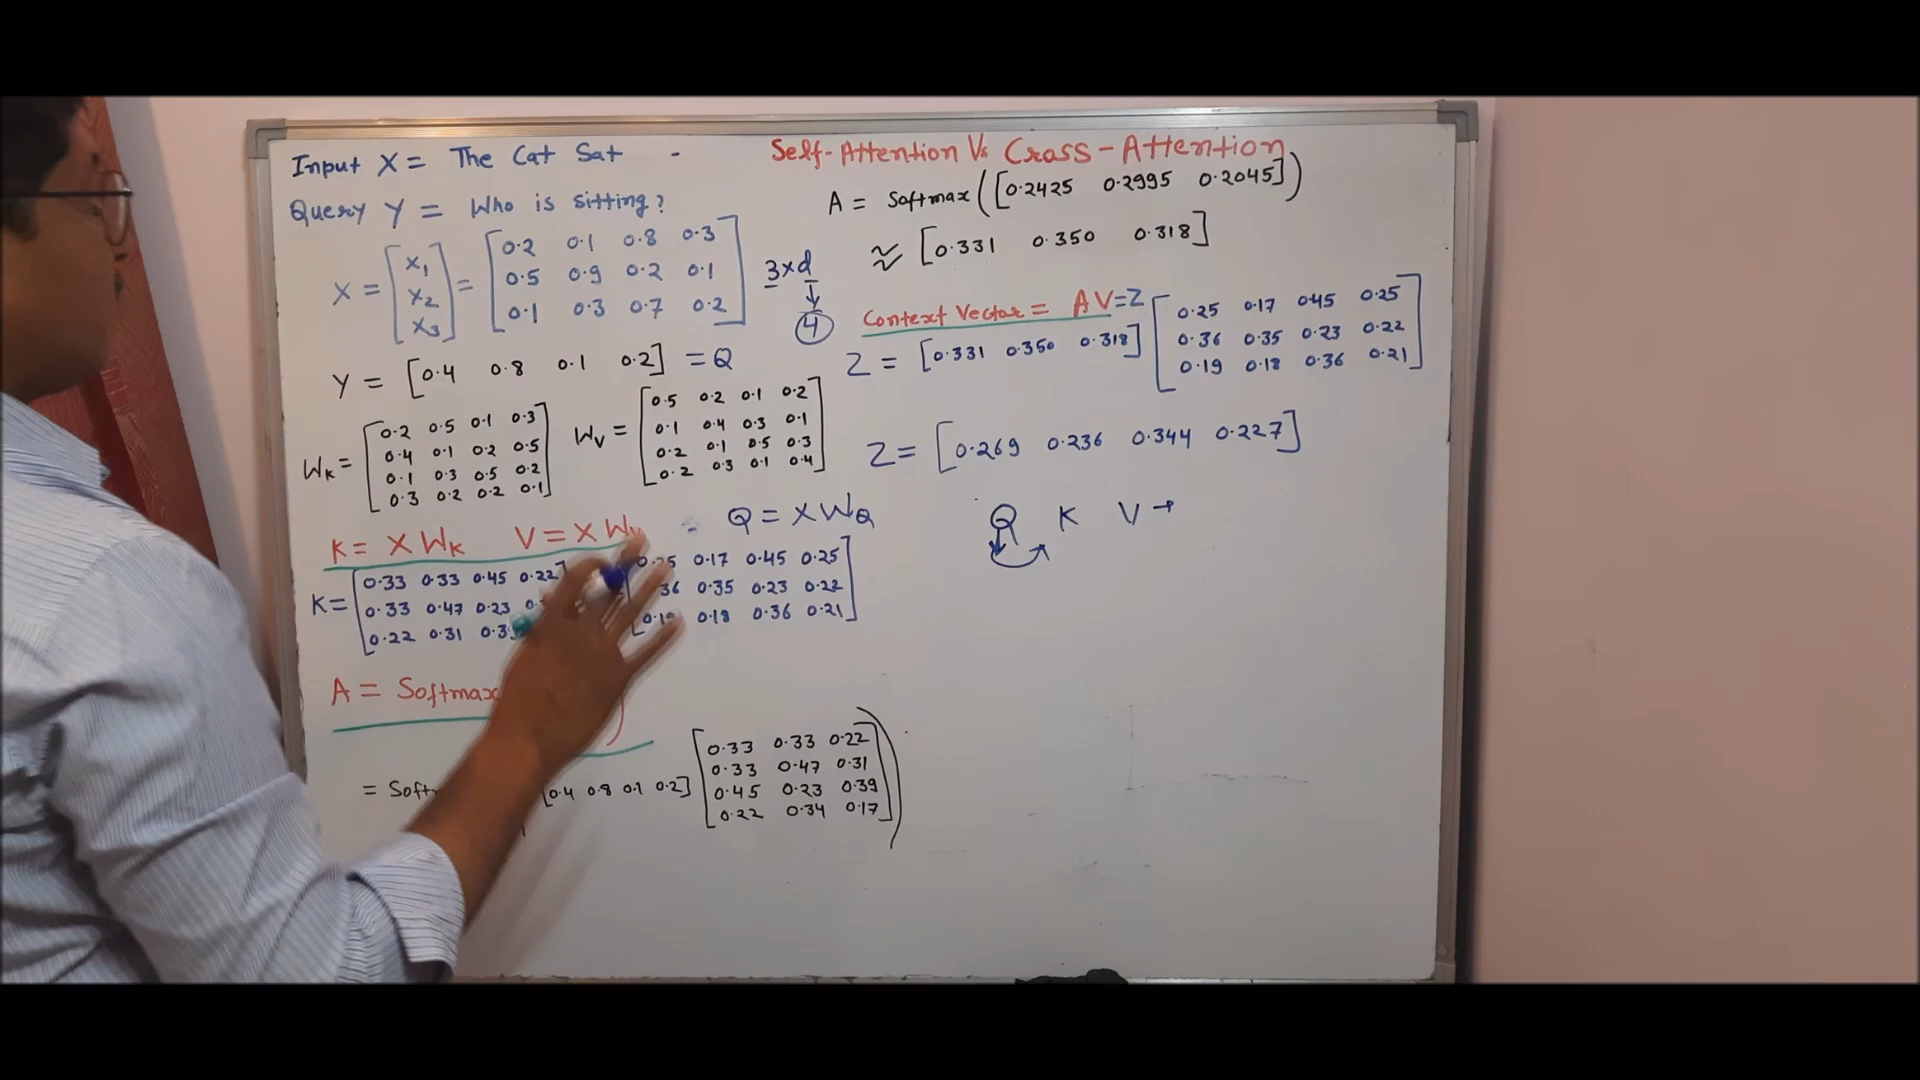 Input X = The Cat Sat -
Self-Attention Vs Cross-Attention
Query Y = Who is sitting?
X = [x1 x2 x3] =
0.2 0.1 0.8 0.3
0.5 0.9 0.2 0.1
0.1 0.3 0.7 0.2
3×d
4
Y = [0.4 0.8 0.1 0.2] = Q
WK =
0.2 0.5 0.1 0.3
0.4 0.1 0.2 0.5
0.1 0.3 0.5 0.2
0.3 0.2 0.2 0.1
WV =
0.5 0.2 0.1 0.2
0.1 0.4 0.3 0.1
0.2 0.1 0.5 0.3
0.2 0.3 0.1 0.4
K = X WK V = X W
Q = X WQ
K =
0.33 0.33 0.45 0.22
0.33 0.47 0.23
0.22 0.31
0.17 0.45 0.25
0.35 0.23 0.22
0.18 0.36 0.21
A = Softmax
= [0.4 0.8 0.1 0.2]
0.33 0.33 0.22
0.33 0.47 0.31
0.45 0.23 0.39
0.22 0.34 0.17
A = Softmax([0.2425 0.2995 0.2045])
≈ [0.331 0.350 0.318]
Context Vector = AV = Z
Z = [0.331 0.350 0.318]
0.25 0.17 0.45 0.25
0.36 0.35 0.23 0.22
0.19 0.18 0.36 0.21
Z = [0.269 0.236 0.344 0.227]
Q K V →